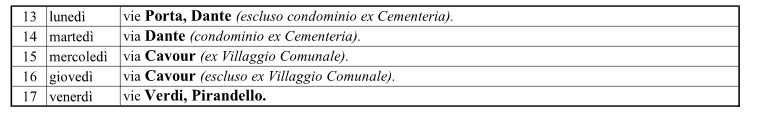 13 lunedì vie Porta, Dante (escluso condominio ex Cementeria).
14 martedì via Dante (condominio ex Cementeria).
15 mercoledì via Cavour (ex Villaggio Comunale).
16 giovedì via Cavour (escluso ex Villaggio Comunale).
17 venerdì vie Verdi, Pirandello.